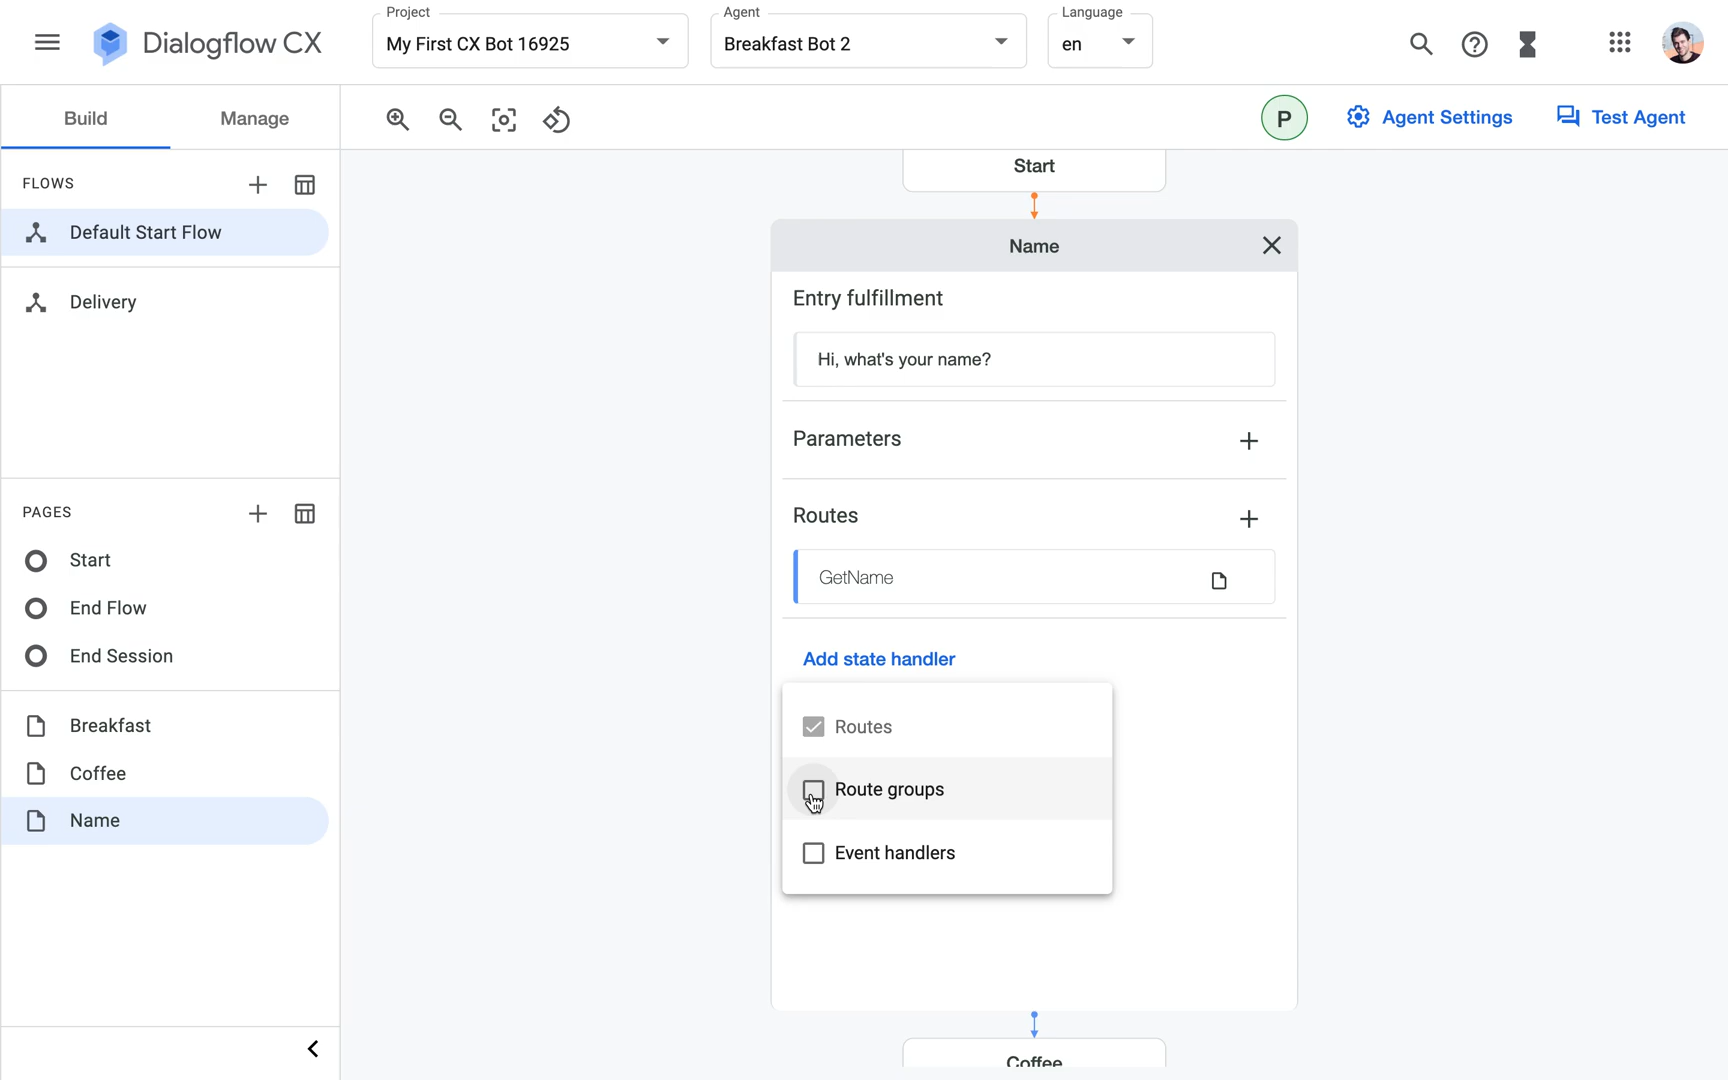 Project
Agent
Language
Dialogflow CX
My First CX Bot 16925
Breakfast Bot 2
en
Build
Manage
P
Agent Settings
Test Agent
FLOWS
Default Start Flow
Delivery
PAGES
Start
End Flow
End Session
Breakfast
Coffee
Name
Start
Name
Entry fulfillment
Hi, what's your name?
Parameters
Routes
GetName
Add state handler
Routes
Route groups
Event handlers
Coffee